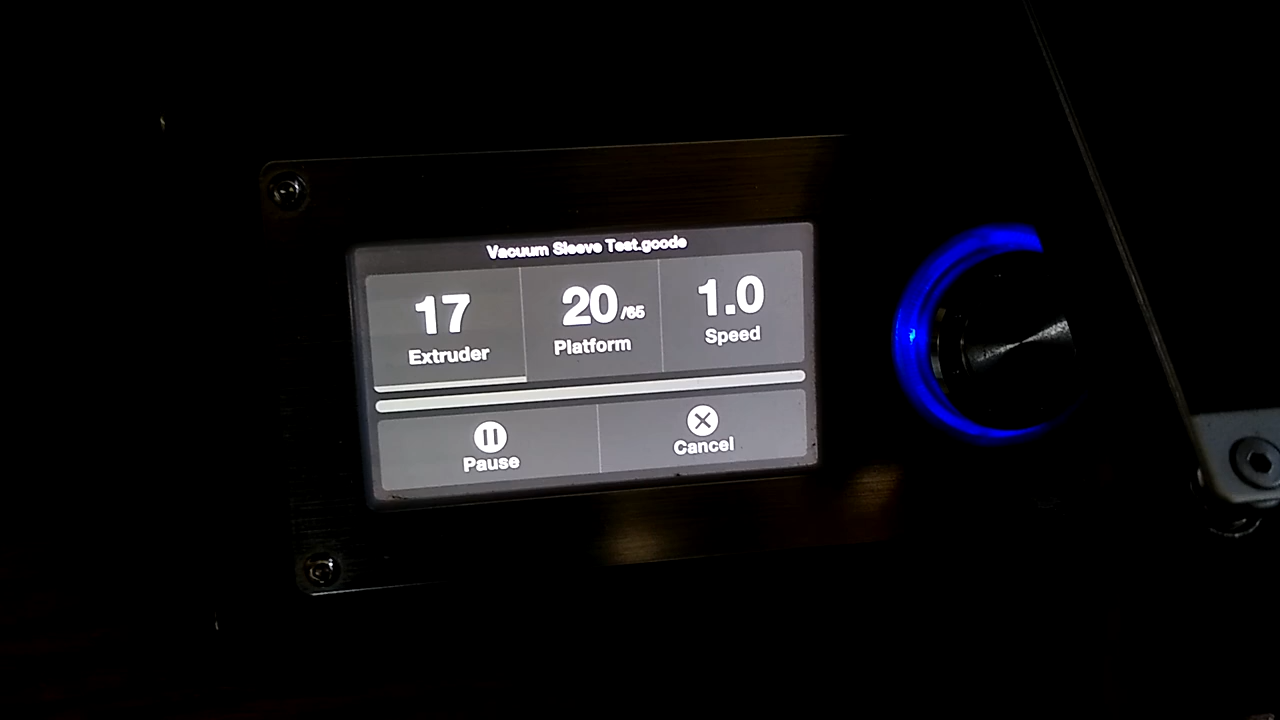 Vacuum Sleeve Test.gcode
17
20/65
1.0
Extruder
Platform
Speed
Pause
Cancel